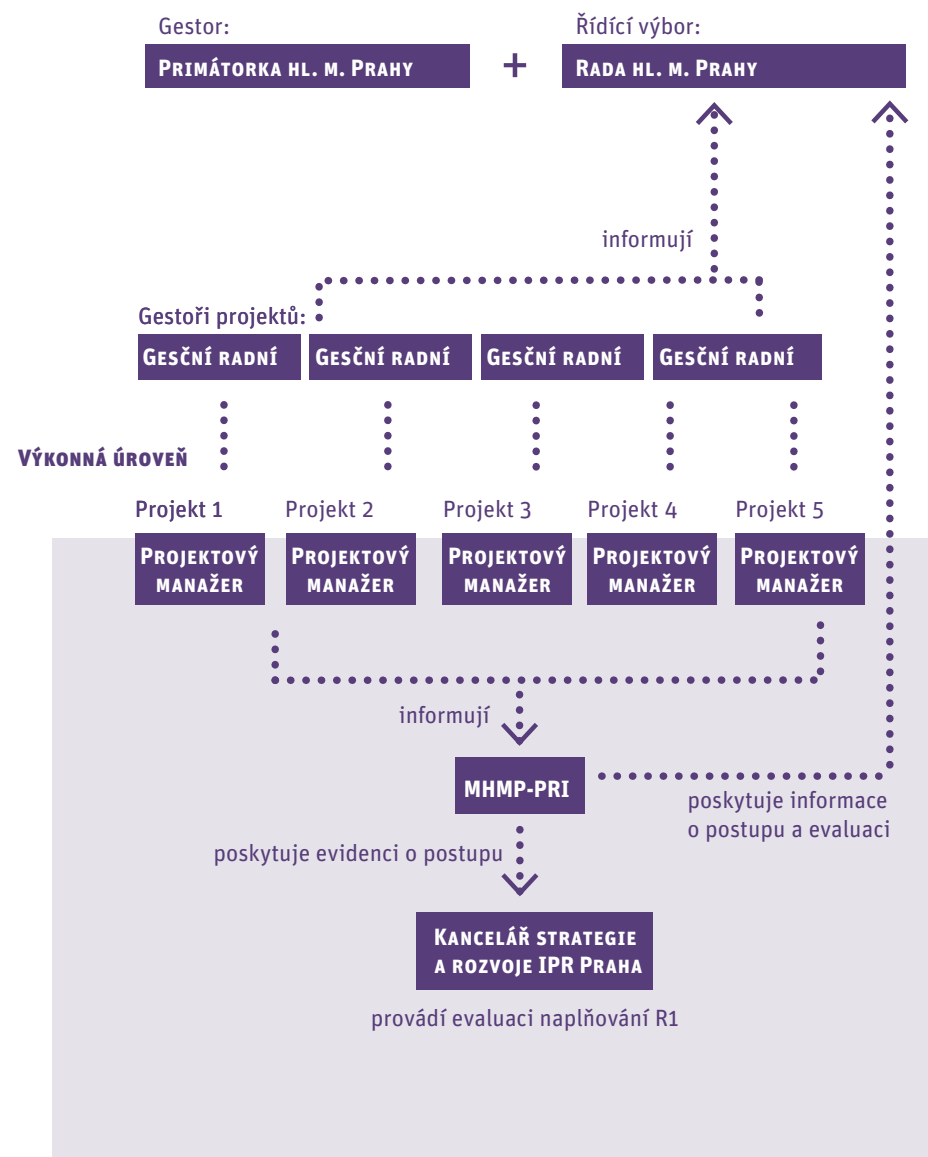 Gestor:
Primátorka hl. m. Prahy
+
Řídící výbor:
Rada hl. m. Prahy
informují
Gestoři projektů:
Gesční radní
Gesční radní
Gesční radní
Gesční radní
Výkonná úroveň
Projekt 1
Projekt 2
Projekt 3
Projekt 4
Projekt 5
Projektový
manažer
Projektový
manažer
Projektový
manažer
Projektový
manažer
Projektový
manažer
informují
MHMP-PRI
poskytuje informace
o postupu a evaluaci
poskytuje evidenci o postupu
Kancelář strategie
a rozvoje IPR Praha
provádí evaluaci naplňování R1